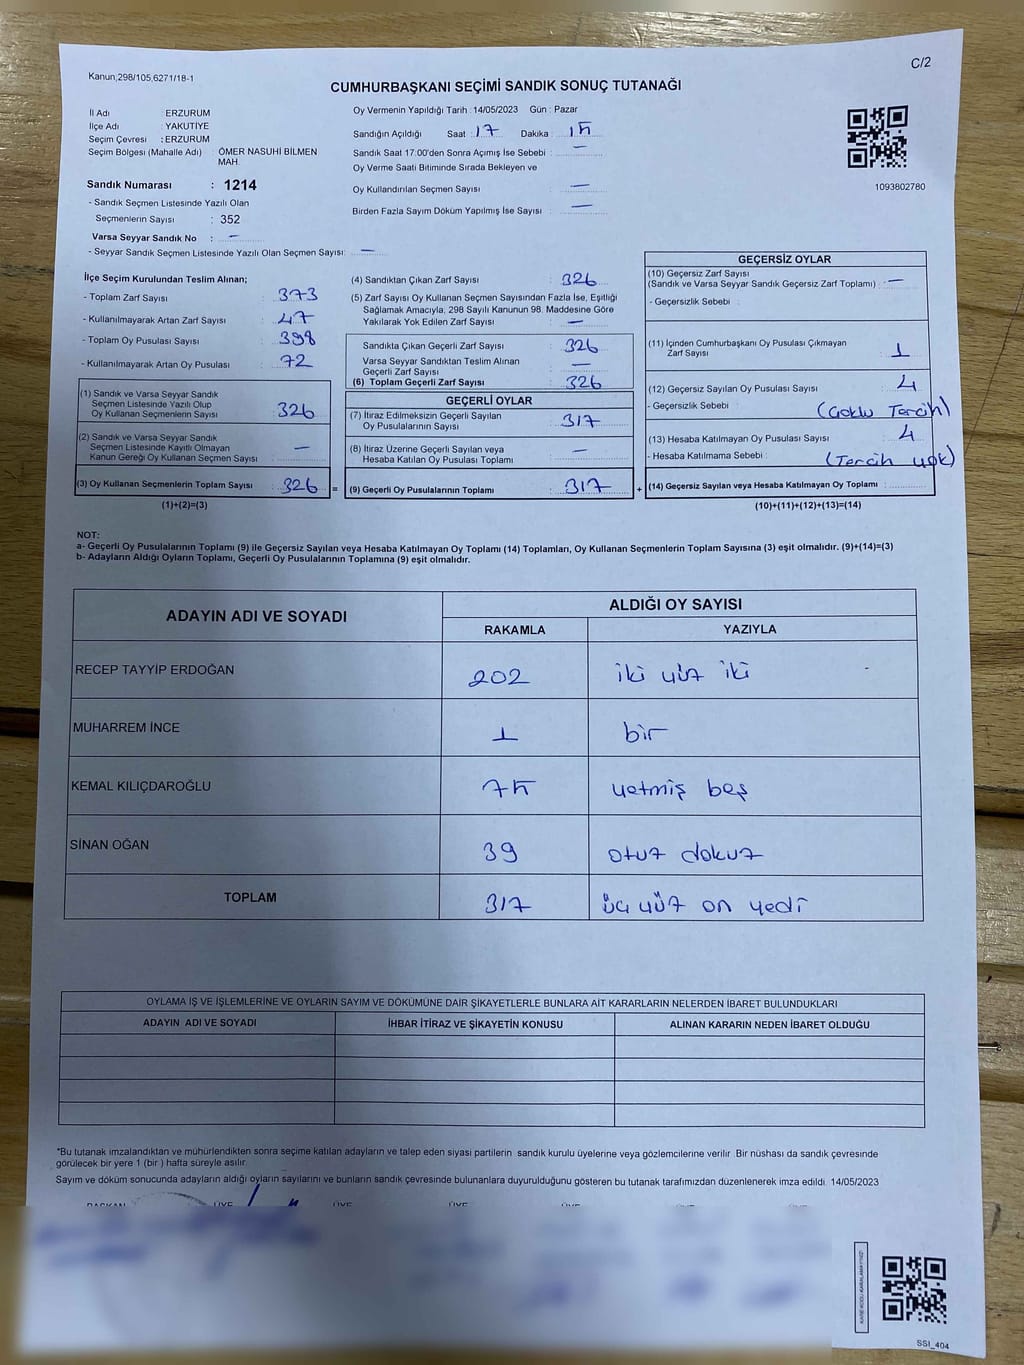 C/2
Kanun,298/105,6271/18-1
CUMHURBAŞKANI SEÇİMİ SANDIK SONUÇ TUTANAĞI
İl Adı : ERZURUM
İlçe Adı : YAKUTİYE
Seçim Çevresi : ERZURUM
Seçim Bölgesi (Mahalle Adı) : ÖMER NASUHİ BİLMEN
MAH.
Sandık Numarası : 1214
- Sandık Seçmen Listesinde Yazılı Olan
Seçmenlerin Sayısı : 352
Varsa Seyyar Sandık No : —
- Seyyar Sandık Seçmen Listesinde Yazılı Olan Seçmen Sayısı: —
Oy Vermenin Yapıldığı Tarih : 14/05/2023 Gün : Pazar
Sandığın Açıldığı Saat : 17 Dakika : 15
Sandık Saat 17:00'den Sonra Açımış İse Sebebi : —
Oy Verme Saati Bitiminde Sırada Bekleyen ve
Oy Kullandırılan Seçmen Sayısı : —
Birden Fazla Sayım Döküm Yapılmış İse Sayısı : —
1093802780
İlçe Seçim Kurulundan Teslim Alınan;
- Toplam Zarf Sayısı : 373
- Kullanılmayarak Artan Zarf Sayısı : 47
- Toplam Oy Pusulası Sayısı : 398
- Kullanılmayarak Artan Oy Pusulası : 72
(1) Sandık ve Varsa Seyyar Sandık
Seçmen Listesinde Yazılı Olup
Oy Kullanan Seçmenlerin Sayısı : 326
(2) Sandık ve Varsa Seyyar Sandık
Seçmen Listesinde Kayıtlı Olmayan
Kanun Gereği Oy Kullanan Seçmen Sayısı : —
(3) Oy Kullanan Seçmenlerin Toplam Sayısı : 326 =
(1)+(2)=(3)
(4) Sandıktan Çıkan Zarf Sayısı : 326
(5) Zarf Sayısı Oy Kullanan Seçmen Sayısından Fazla İse, Eşitliği
Sağlamak Amacıyla, 298 Sayılı Kanunun 98. Maddesine Göre
Yakılarak Yok Edilen Zarf Sayısı : —
Sandıkta Çıkan Geçerli Zarf Sayısı : 326
Varsa Seyyar Sandıktan Teslim Alınan
Geçerli Zarf Sayısı : —
(6) Toplam Geçerli Zarf Sayısı : 326
GEÇERLİ OYLAR
(7) İtiraz Edilmeksizin Geçerli Sayılan
Oy Pusulalarının Sayısı : 317
(8) İtiraz Üzerine Geçerli Sayılan veya
Hesaba Katılan Oy Pusulası Toplamı : —
(9) Geçerli Oy Pusulalarının Toplamı : 317 +
GEÇERSİZ OYLAR
(10) Geçersiz Zarf Sayısı
(Sandık ve Varsa Seyyar Sandık Geçersiz Zarf Toplamı) : —
- Geçersizlik Sebebi :
(11) İçinden Cumhurbaşkanı Oy Pusulası Çıkmayan
Zarf Sayısı : 1
(12) Geçersiz Sayılan Oy Pusulası Sayısı : 4
- Geçersizlik Sebebi : (Çoklu Tercih)
(13) Hesaba Katılmayan Oy Pusulası Sayısı : 4
- Hesaba Katılmama Sebebi : (Tercih yok)
(14) Geçersiz Sayılan veya Hesaba Katılmayan Oy Toplamı :
(10)+(11)+(12)+(13)=(14)
NOT:
a- Geçerli Oy Pusulalarının Toplamı (9) ile Geçersiz Sayılan veya Hesaba Katılmayan Oy Toplamı (14) Toplamları, Oy Kullanan Seçmenlerin Toplam Sayısına (3) eşit olmalıdır. (9)+(14)=(3)
b- Adayların Aldığı Oyların Toplamı, Geçerli Oy Pusulalarının Toplamına (9) eşit olmalıdır.
ADAYIN ADI VE SOYADI ALDIĞI OY SAYISI
RAKAMLA YAZIYLA
RECEP TAYYİP ERDOĞAN 202 iki yüz iki
MUHARREM İNCE 1 bir
KEMAL KILIÇDAROĞLU 75 yetmiş beş
SİNAN OĞAN 39 otuz dokuz
TOPLAM 317 üç yüz on yedi
OYLAMA İŞ VE İŞLEMLERİNE VE OYLARIN SAYIM VE DÖKÜMÜNE DAİR ŞİKAYETLERLE BUNLARA AİT KARARLARIN NELERDEN İBARET BULUNDUKLARI
ADAYIN ADI VE SOYADI İHBAR İTİRAZ VE ŞİKAYETİN KONUSU ALINAN KARARIN NEDEN İBARET OLDUĞU
*Bu tutanak imzalandıktan ve mühürlendikten sonra seçime katılan adayların ve talep eden siyasi partilerin sandık kurulu üyelerine veya gözlemcilerine verilir. Bir nüshası da sandık çevresinde
görülecek bir yere 1 (bir ) hafta süreyle asılır.
Sayım ve döküm sonucunda adayların aldığı oyların sayılarını ve bunların sandık çevresinde bulunanlara duyurulduğunu gösteren bu tutanak tarafımızdan düzenlenerek imza edildi. 14/05/2023
BAŞKAN ÜYE ÜYE ÜYE ÜYE ÜYE ÜYE
KARE KODU KARALAMAYINIZ!
SSI_404